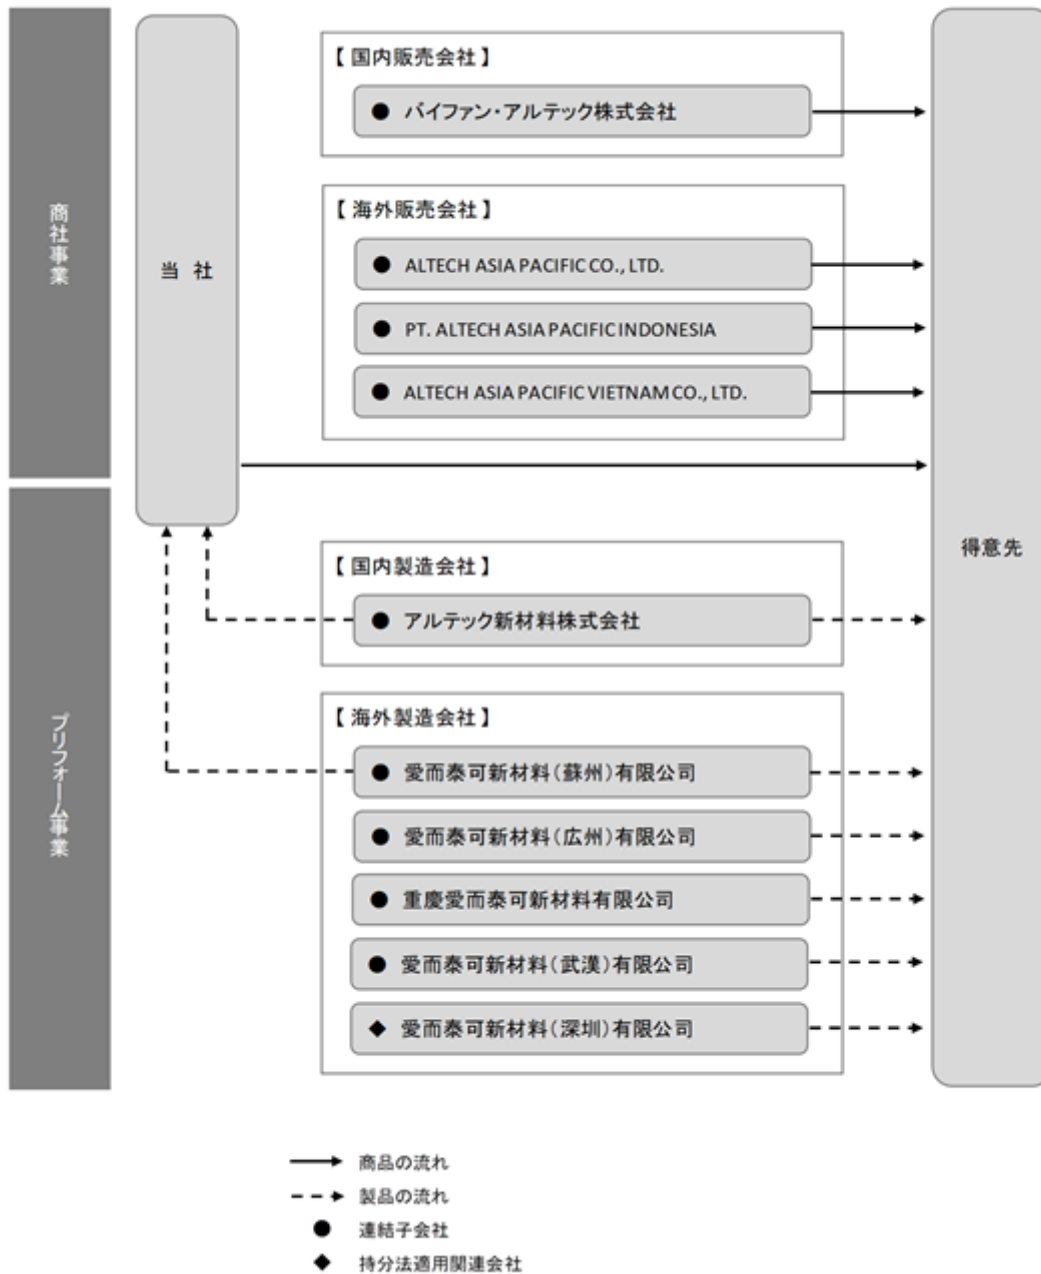 商社事業
当 社
【 国内販売会社 】
● バイファン・アルテック株式会社
【 海外販売会社 】
● ALTECH ASIA PACIFIC CO., LTD.
● PT. ALTECH ASIA PACIFIC INDONESIA
● ALTECH ASIA PACIFIC VIETNAM CO., LTD.
得意先
プリフォーム事業
【 国内製造会社 】
● アルテック新材料株式会社
【 海外製造会社 】
● 愛而泰可新材料（蘇州）有限公司
● 愛而泰可新材料（広州）有限公司
● 重慶愛而泰可新材料有限公司
● 愛而泰可新材料（武漢）有限公司
◆ 愛而泰可新材料（深圳）有限公司
商品の流れ
製品の流れ
● 連結子会社
◆ 持分法適用関連会社